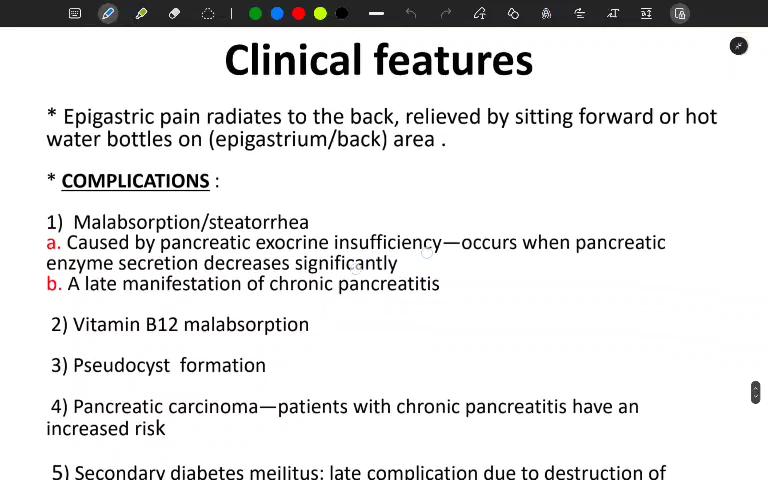 Clinical features
* Epigastric pain radiates to the back, relieved by sitting forward or hot
water bottles on (epigastrium/back) area .
* COMPLICATIONS :
1) Malabsorption/steatorrhea
a. Caused by pancreatic exocrine insufficiency—occurs when pancreatic
enzyme secretion decreases significantly
b. A late manifestation of chronic pancreatitis
2) Vitamin B12 malabsorption
3) Pseudocyst formation
4) Pancreatic carcinoma—patients with chronic pancreatitis have an
increased risk
5) Secondary diabetes mellitus: late complication due to destruction of